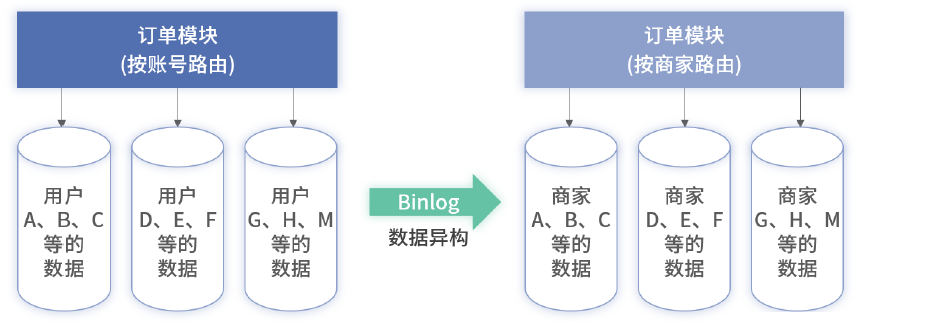 订单模块
(按账号路由)
订单模块
(按商家路由)
用户
A、B、C
等的
数据
用户
D、E、F
等的
数据
用户
G、H、M
等的
数据
Binlog
数据异构
商家
A、B、C
等的
数据
商家
D、E、F
等的
数据
商家
G、H、M
等的
数据